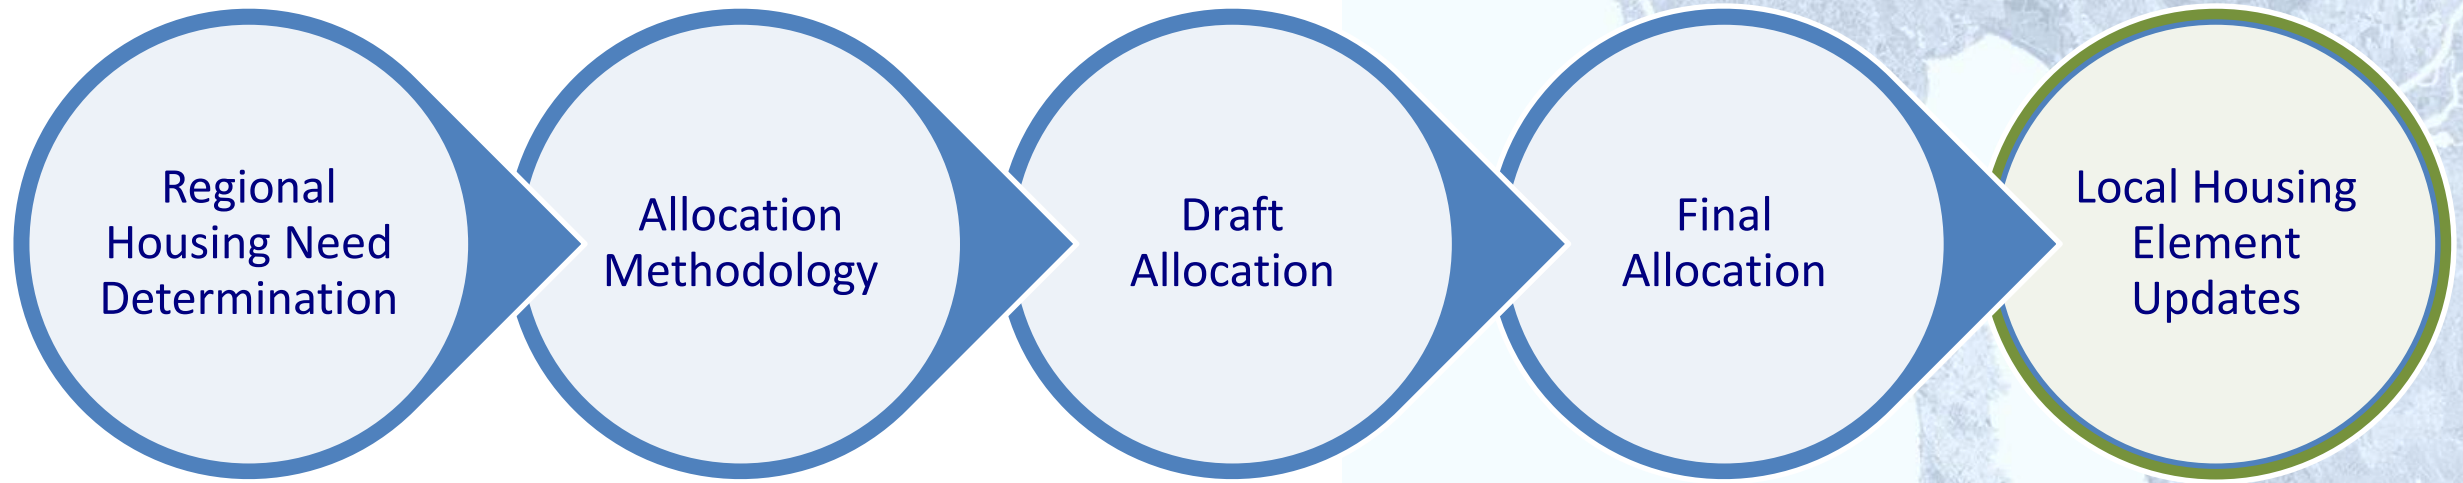 Regional
Housing Need
Determination
Allocation
Methodology
Draft
Allocation
Final
Allocation
Local Housing
Element
Updates